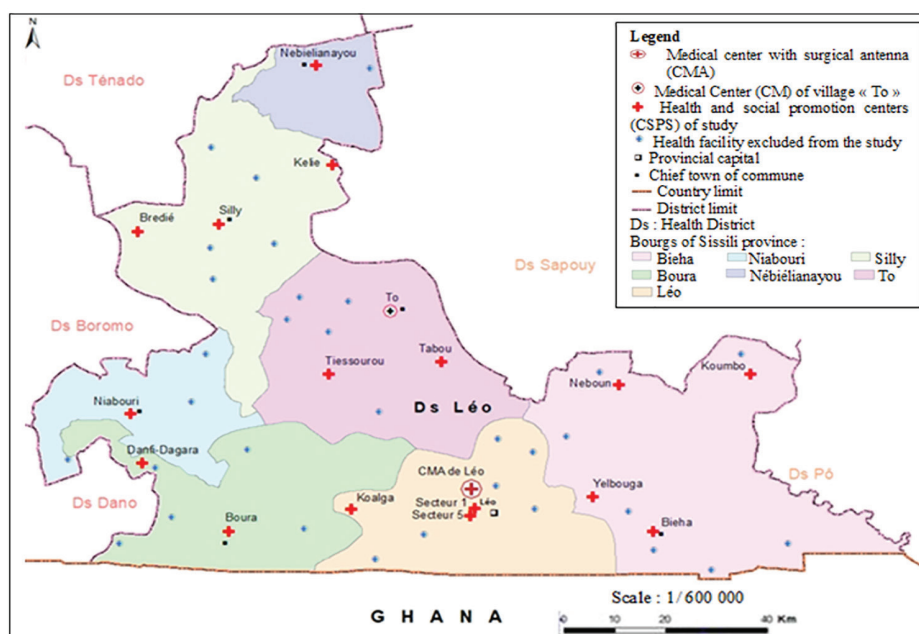 N
Nebielianayou
Ds Ténado
Kelie
Silly
Bredié
Ds Sapouy
To
Ds Boromo
Tabou
Tiessourou
Koumbo
Neboun
Ds Léo
Niabouri
Danfi-Dagara
CMA de Léo
Ds Pô
Ds Dano
Yelbouga
Koalga
Secteur 1
Léo
Secteur 5
Boura
Bieha
GHANA
Legend
Medical center with surgical antenna
(CMA)
Medical Center (CM) of village « To »
Health and social promotion centers
(CSPS) of study
Health facility excluded from the study
Provincial capital
Chief town of commune
Country limit
District limit
Ds : Health District
Bourgs of Sissili province :
Bieha Niabouri Silly
Boura Nébiélianayou To
Léo
Scale : 1/600 000
0 10 20 40 Km